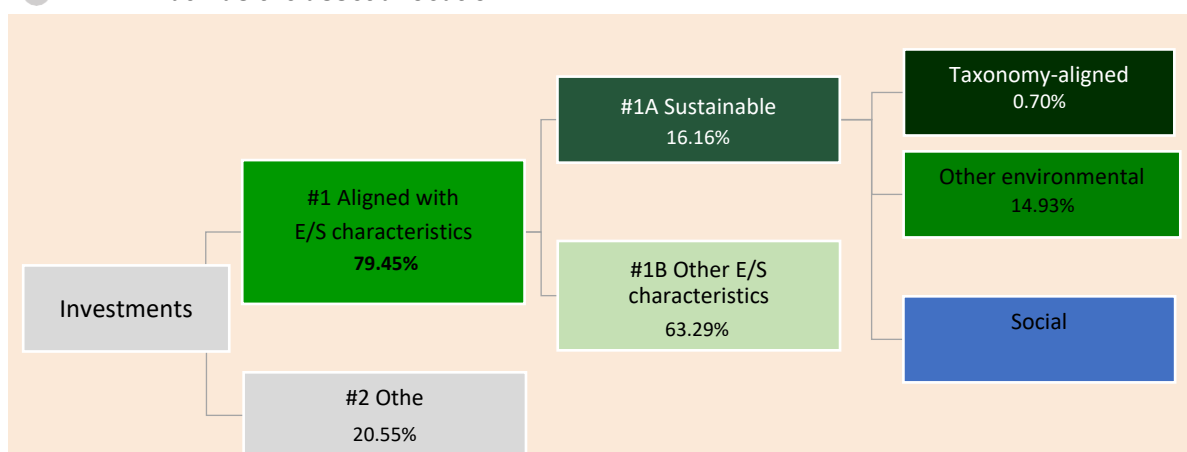 Investments
#1 Aligned with
E/S characteristics
79.45%
#2 Othe
20.55%
#1A Sustainable
16.16%
#1B Other E/S
characteristics
63.29%
Taxonomy-aligned
0.70%
Other environmental
14.93%
Social